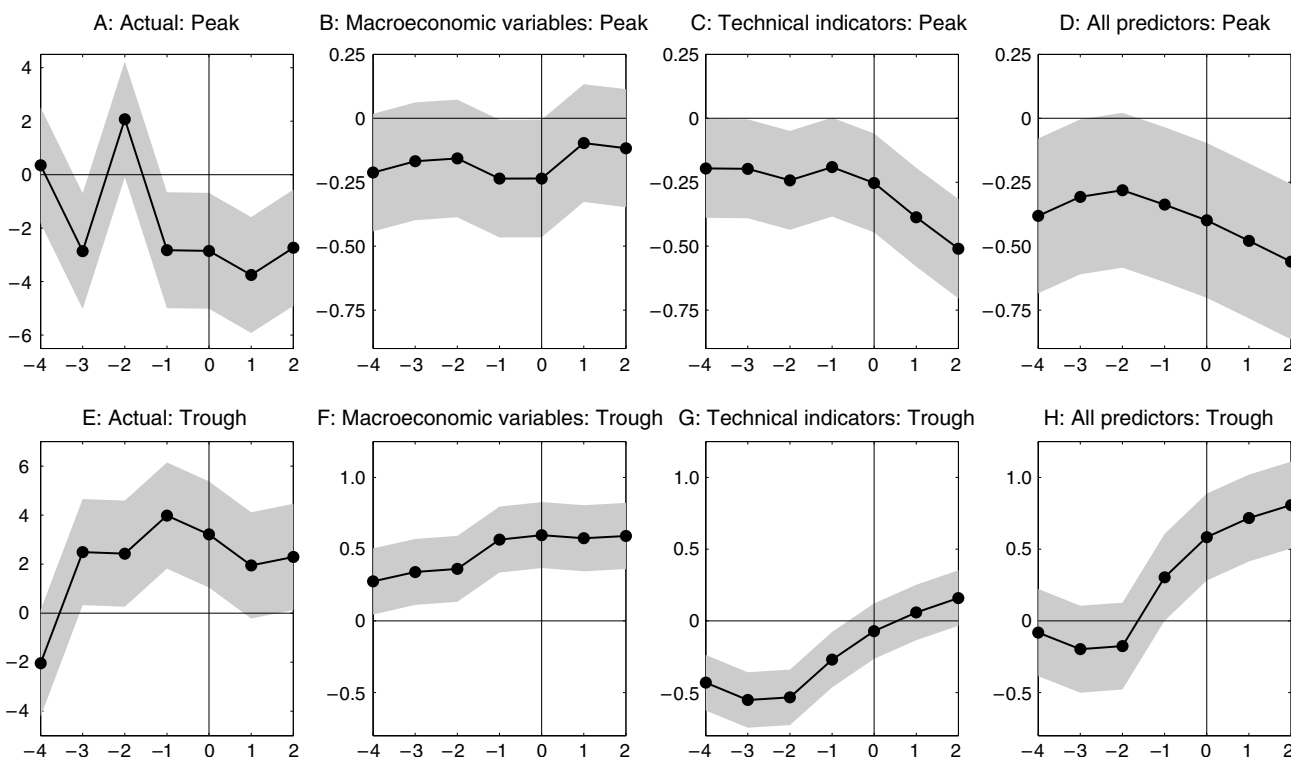 A: Actual: Peak
B: Macroeconomic variables: Peak
C: Technical indicators: Peak
D: All predictors: Peak
4
2
0
−2
−4
−6
−4 −3 −2 −1 0 1 2
0.25
0
−0.25
−0.50
−0.75
−4 −3 −2 −1 0 1 2
0.25
0
−0.25
−0.50
−0.75
−4 −3 −2 −1 0 1 2
0.25
0
−0.25
−0.50
−0.75
−4 −3 −2 −1 0 1 2
E: Actual: Trough
F: Macroeconomic variables: Trough
G: Technical indicators: Trough
H: All predictors: Trough
6
4
2
0
−2
−4
−4 −3 −2 −1 0 1 2
1.0
0.5
0
−0.5
−4 −3 −2 −1 0 1 2
1.0
0.5
0
−0.5
−4 −3 −2 −1 0 1 2
1.0
0.5
0
−0.5
−4 −3 −2 −1 0 1 2